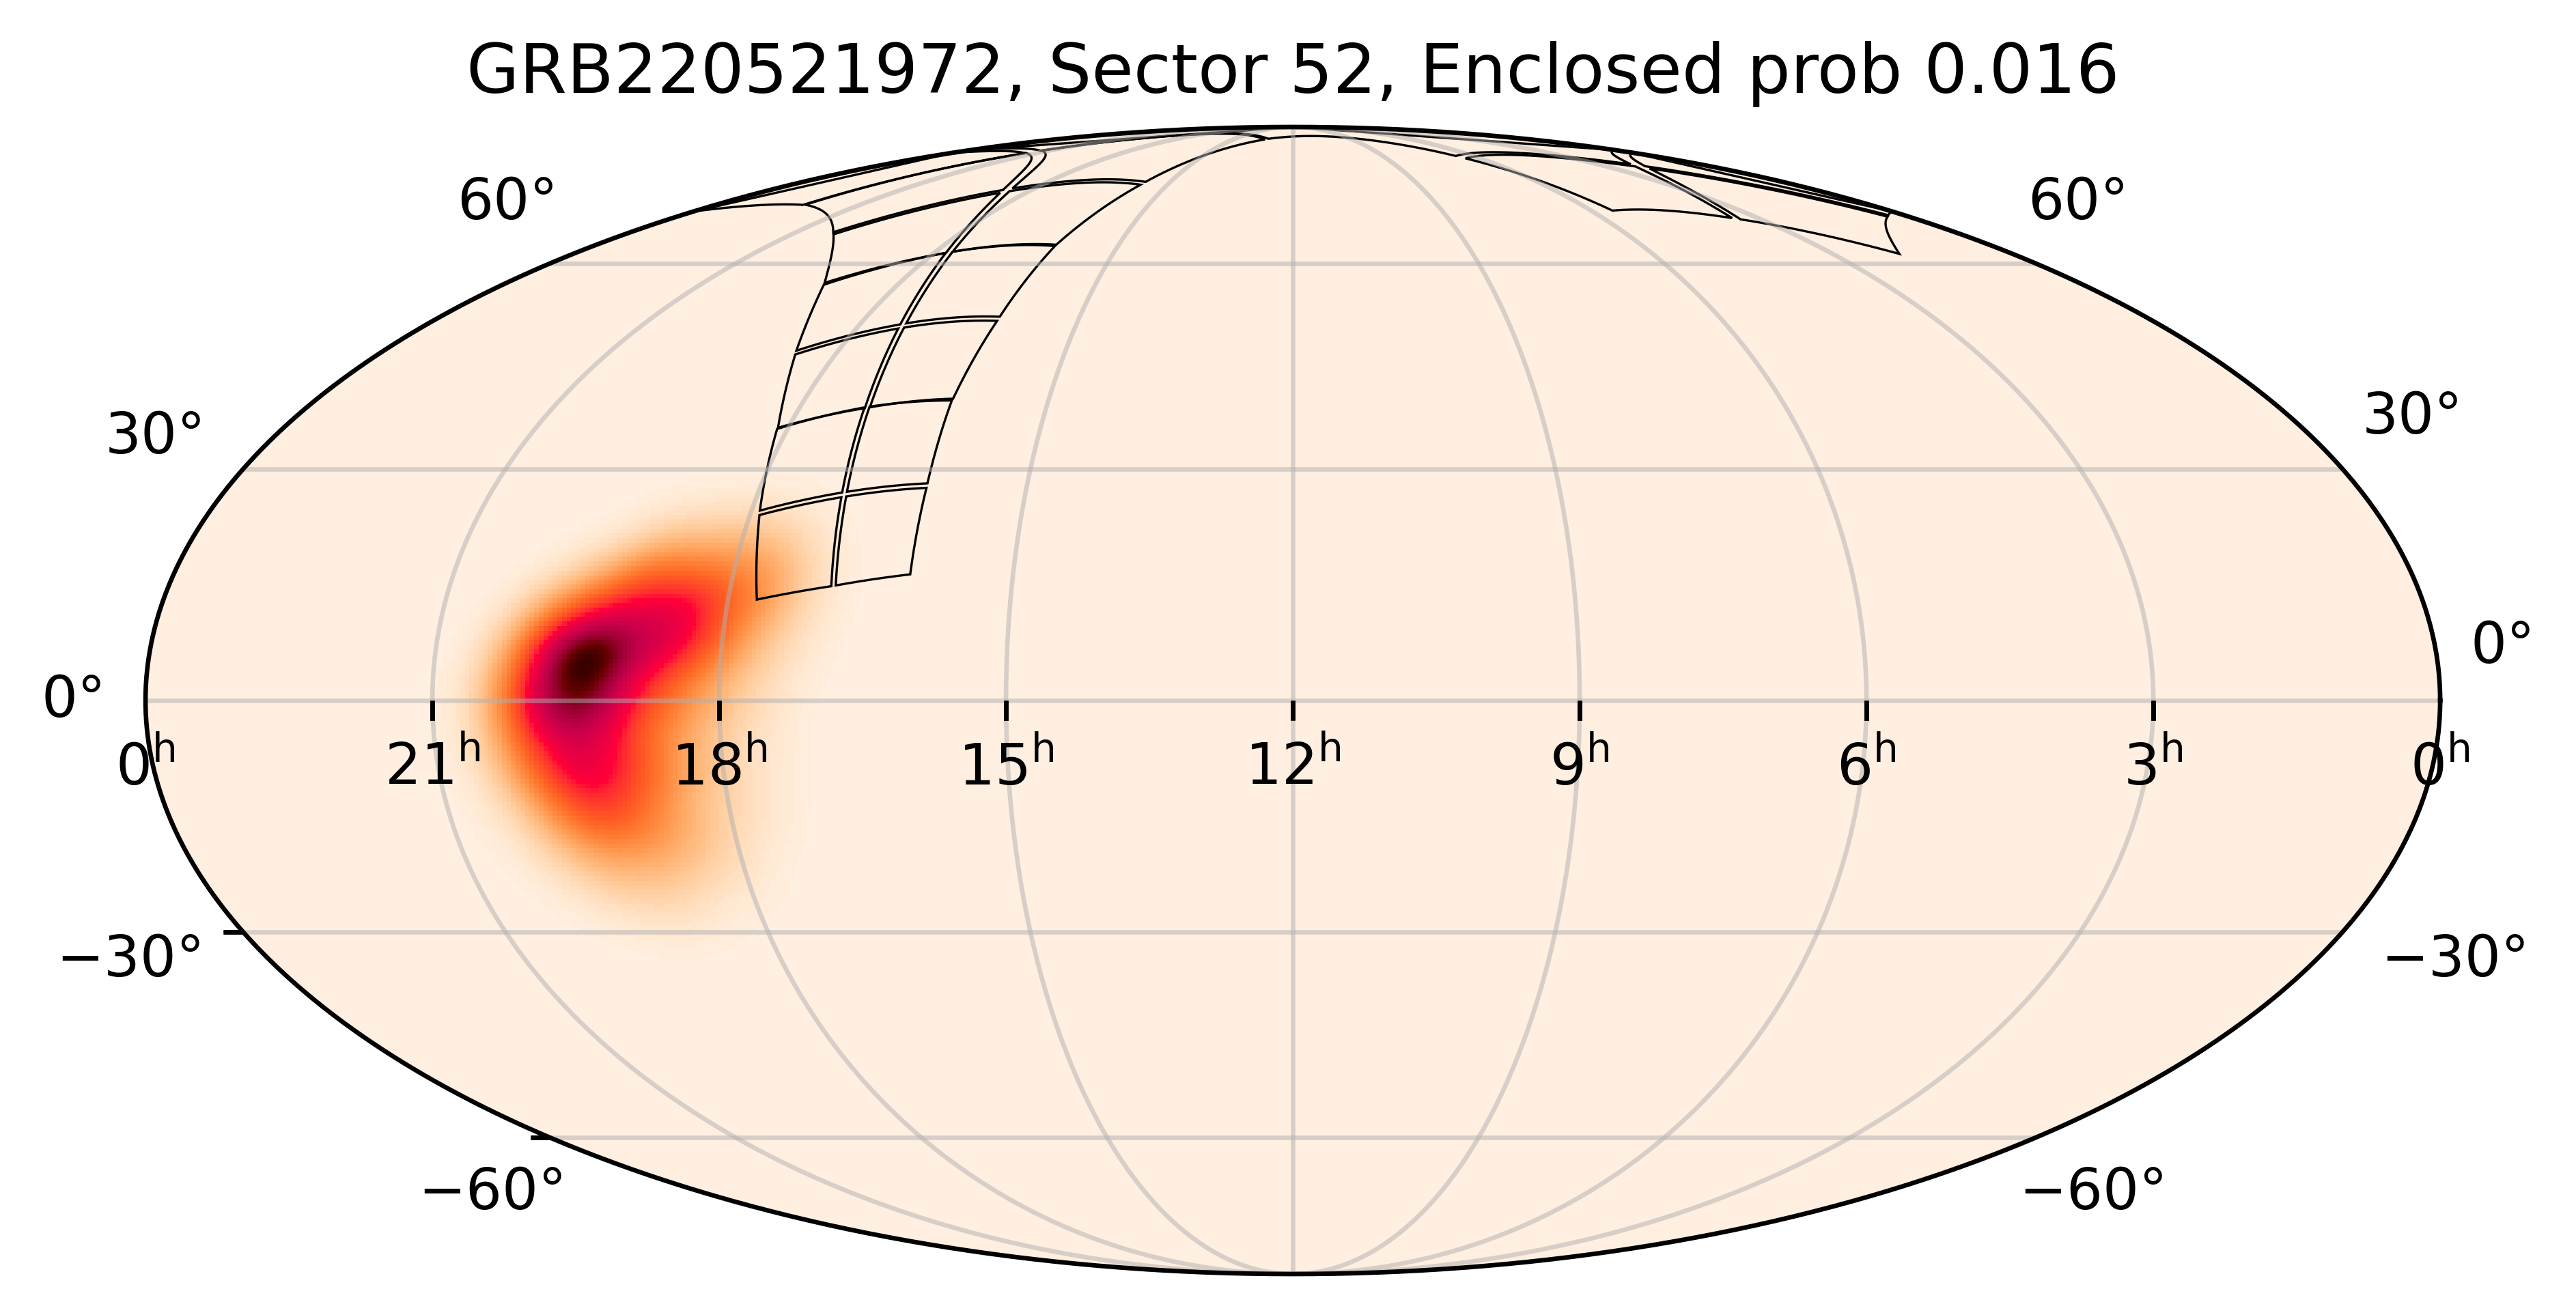 GRB220521972, Sector 52, Enclosed prob 0.016
60° 60°
30° 30°
0° 0°
0h 21h 18h 15h 12h 9h 6h 3h 0h
−30° −30°
−60° −60°